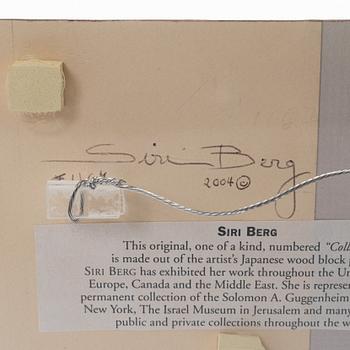 Siri Berg
2004 ©
SIRI BERG
This original, one of a kind, numbered "Coll
is made out of the artist's Japanese wood block p
SIRI BERG has exhibited her work throughout the Un
Europe, Canada and the Middle East. She is represe
permanent collection of the Solomon A. Guggenheim
New York, The Israel Museum in Jerusalem and many
public and private collections throughout the w